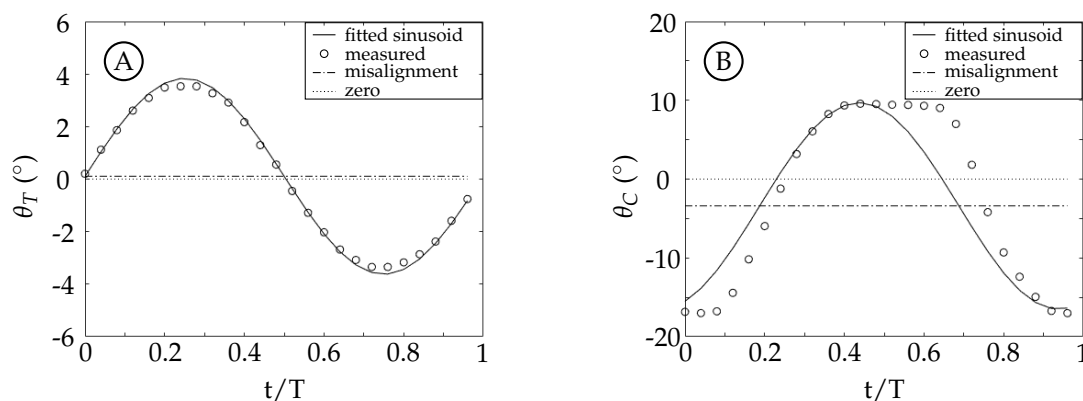 A
fitted sinusoid
measured
misalignment
zero
6
4
2
0
-2
-4
-6
θ_T (°)
0
0.2
0.4
0.6
0.8
1
t/T
B
fitted sinusoid
measured
misalignment
zero
20
10
0
-10
-20
θ_C (°)
0
0.2
0.4
0.6
0.8
1
t/T